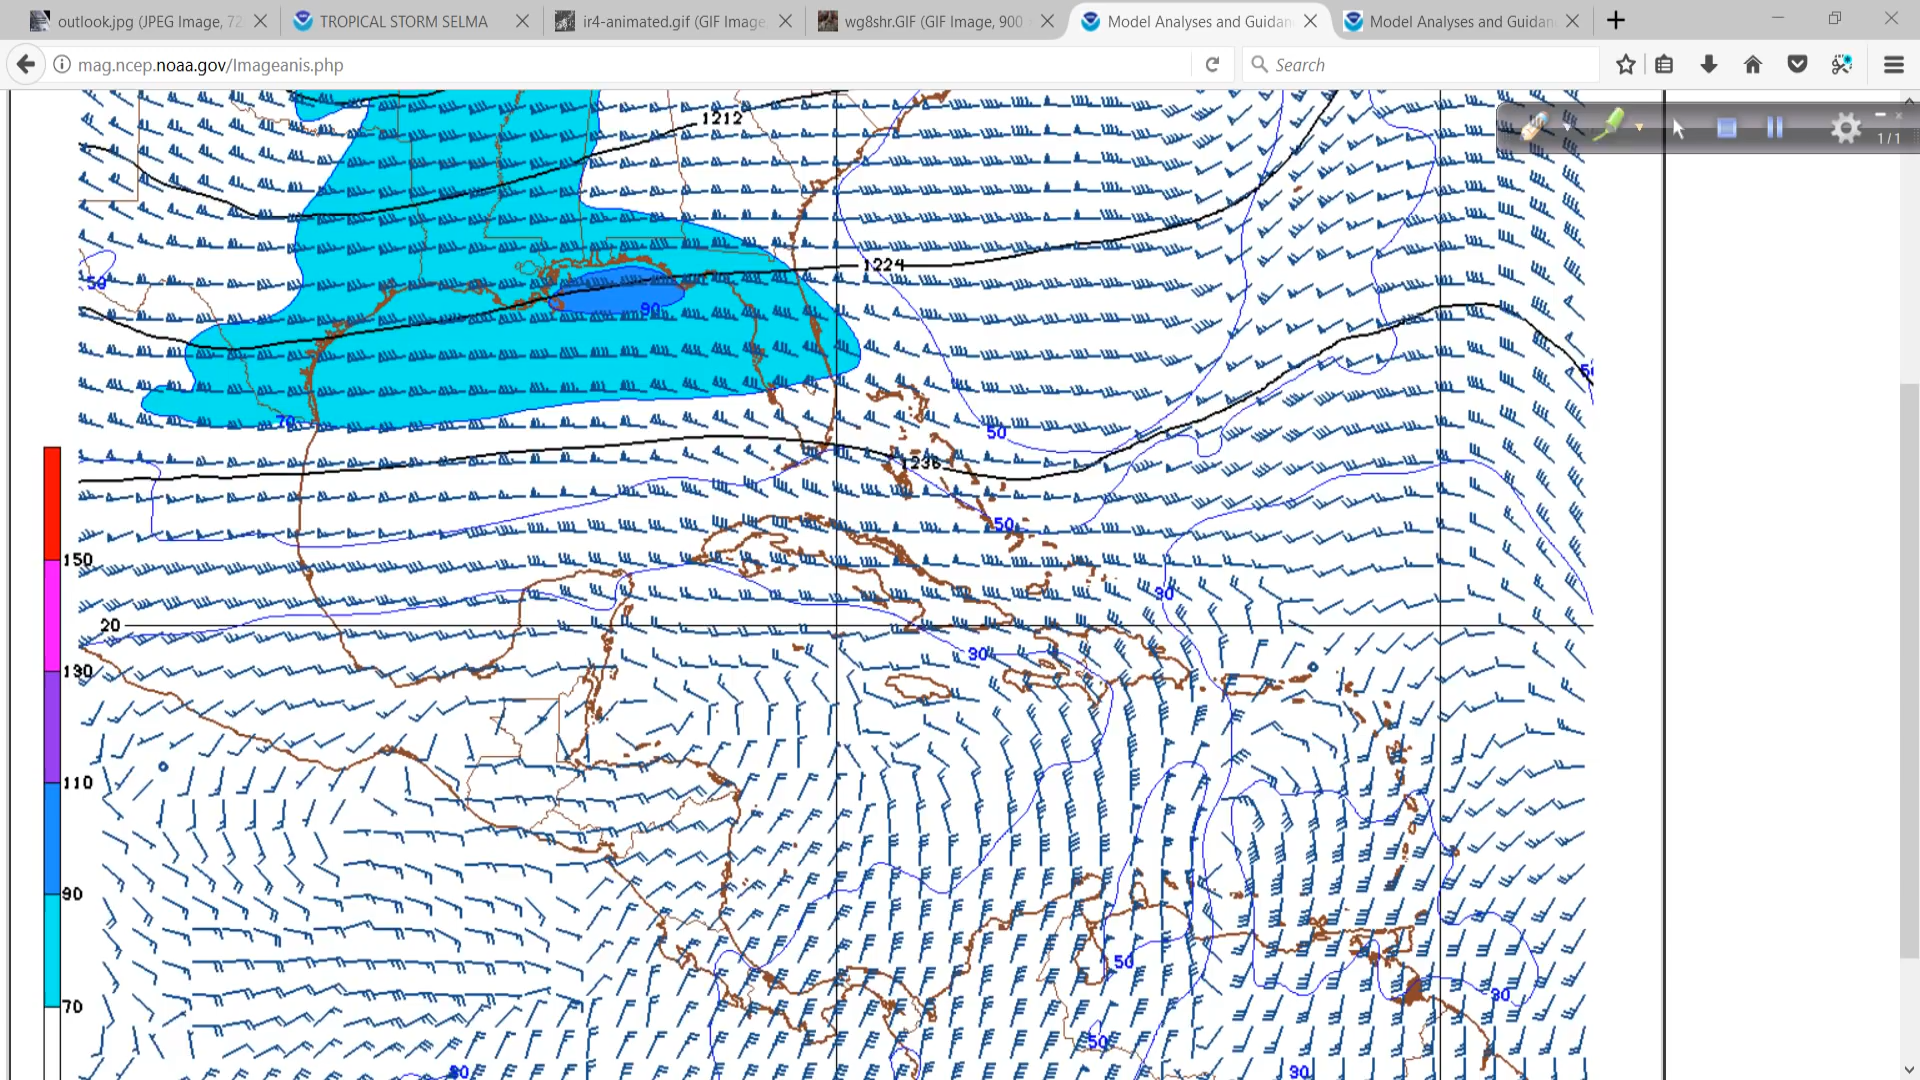 outlook.jpg (JPEG Image, 72
TROPICAL STORM SELMA
ir4-animated.gif (GIF Image
wg8shr.GIF (GIF Image, 900
Model Analyses and Guidan
Model Analyses and Guidan
mag.ncep.noaa.gov/Imageanis.php
Search
1/1
1212
1224
50
90
70
50
1236
50
30
20
30
150
130
110
90
70
50
50
30
30
30